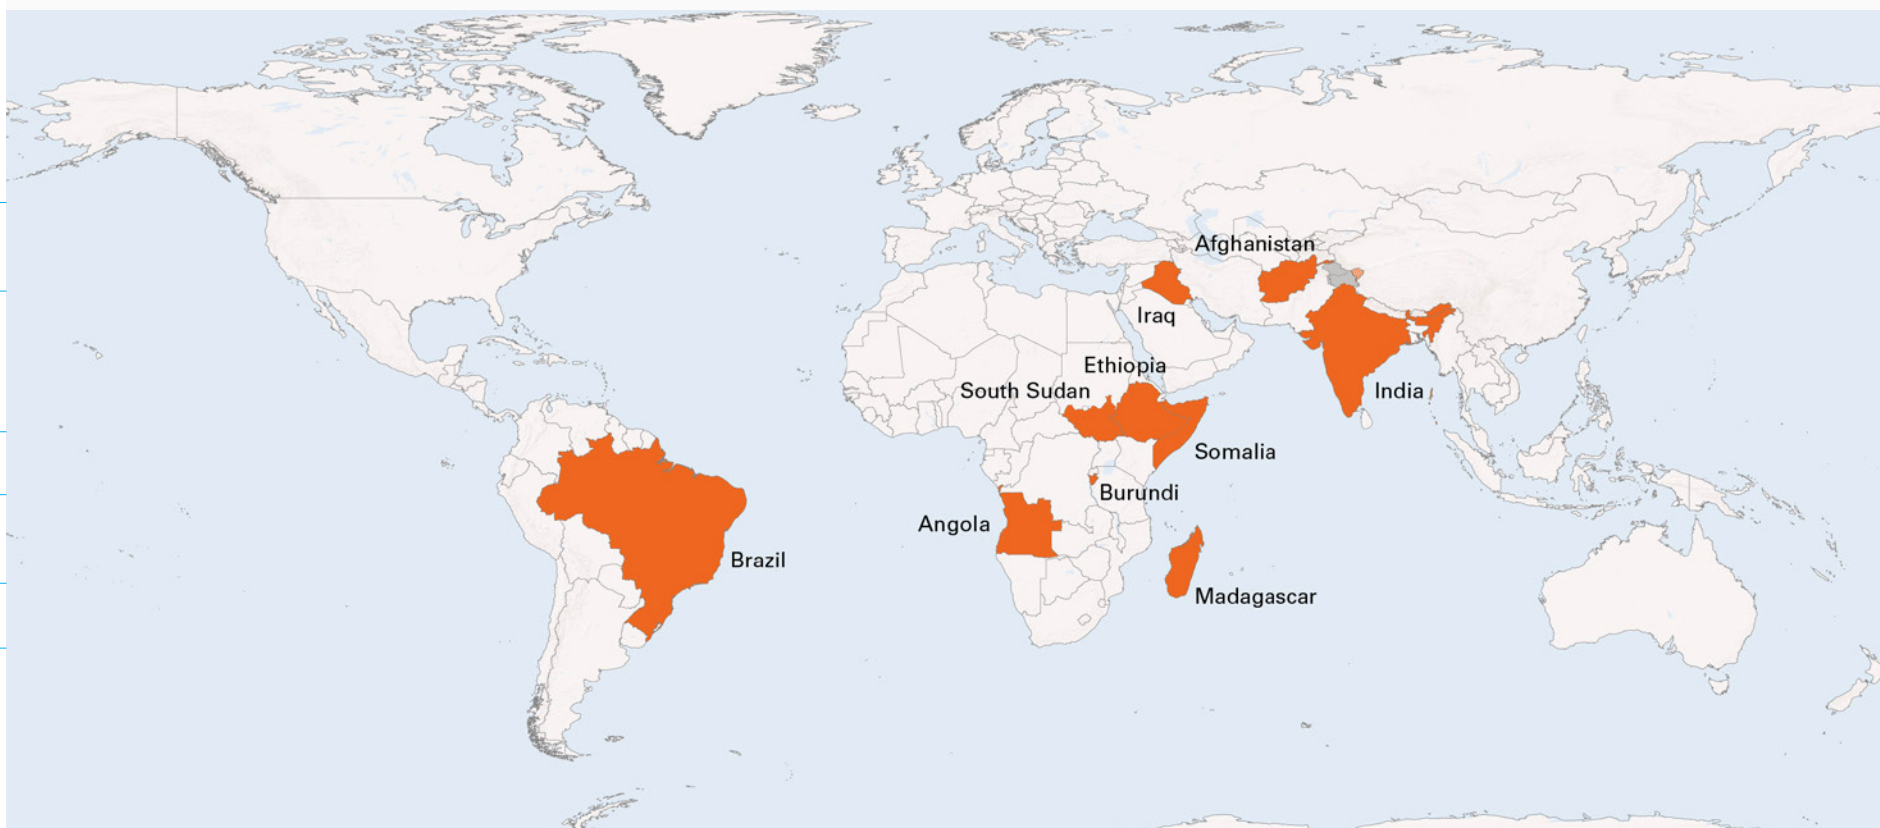 Afghanistan
Iraq
Ethiopia
South Sudan
India
Somalia
Burundi
Angola
Brazil
Madagascar